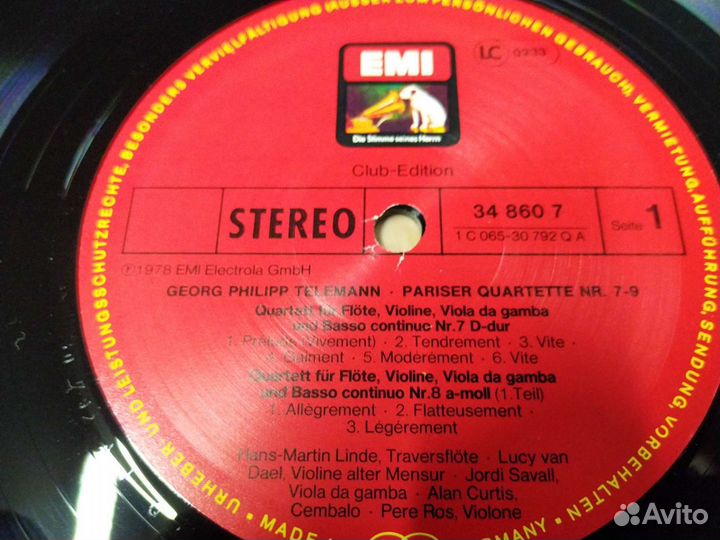 URHEBER UND LEISTUNGSSCHUTZRECHTE, BESONDERS VERVIELFÄLTIGUNG AUSSER ZUM PERSÖNLICHEN GEBRAUCH, VERMIETUNG, AUFFÜHRUNG, SENDUNG, VORBEHALTEN
EMI
LC 0233
Die Stimme seines Herrn
Club-Edition
STEREO
34 860 7
1 C 065-30 792 Q A
Seite 1
Ⓟ1978 EMI Electrola GmbH
GEORG PHILIPP TELEMANN · PARISER QUARTETTE NR. 7-9
Quartett für Flöte, Violine, Viola da gamba
und Basso continuo Nr.7 D-dur
1. Prelude (Vivement) · 2. Tendrement · 3. Vite ·
4. Gaiment · 5. Modérément · 6. Vite
Quartett für Flöte, Violine, Viola da gamba
und Basso continuo Nr.8 a-moll (1.Teil)
1. Allègrement · 2. Flatteusement ·
3. Légérement
Hans-Martin Linde, Traversflöte · Lucy van
Dael, Violine alter Mensur · Jordi Savall,
Viola da gamba · Alan Curtis,
Cembalo · Pere Ros, Violone
MADE GERMANY
Avito